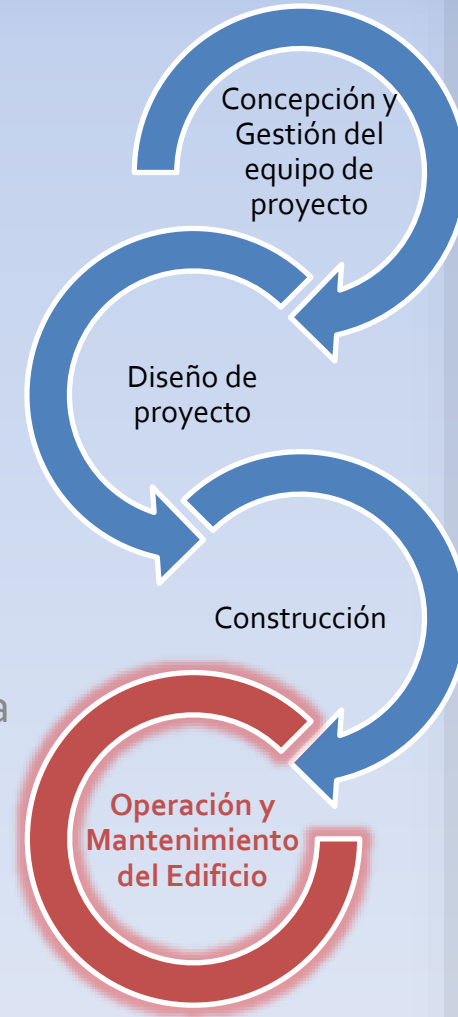 Concepción y
Gestión del
equipo de
proyecto
Diseño de
proyecto
Construcción
a
Operación y
Mantenimiento
del Edificio